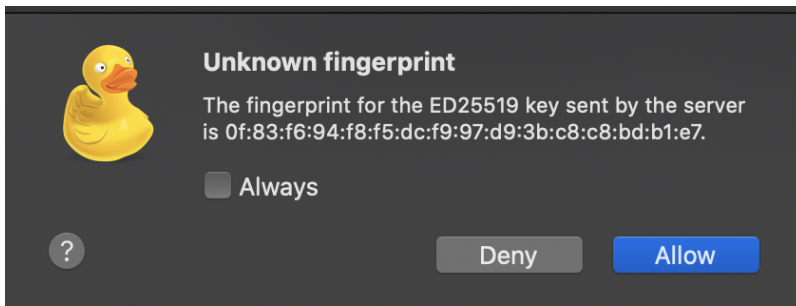 Unknown fingerprint
The fingerprint for the ED25519 key sent by the server
is 0f:83:f6:94:f8:f5:dc:f9:97:d9:3b:c8:c8:bd:b1:e7.
Always
?
Deny
Allow